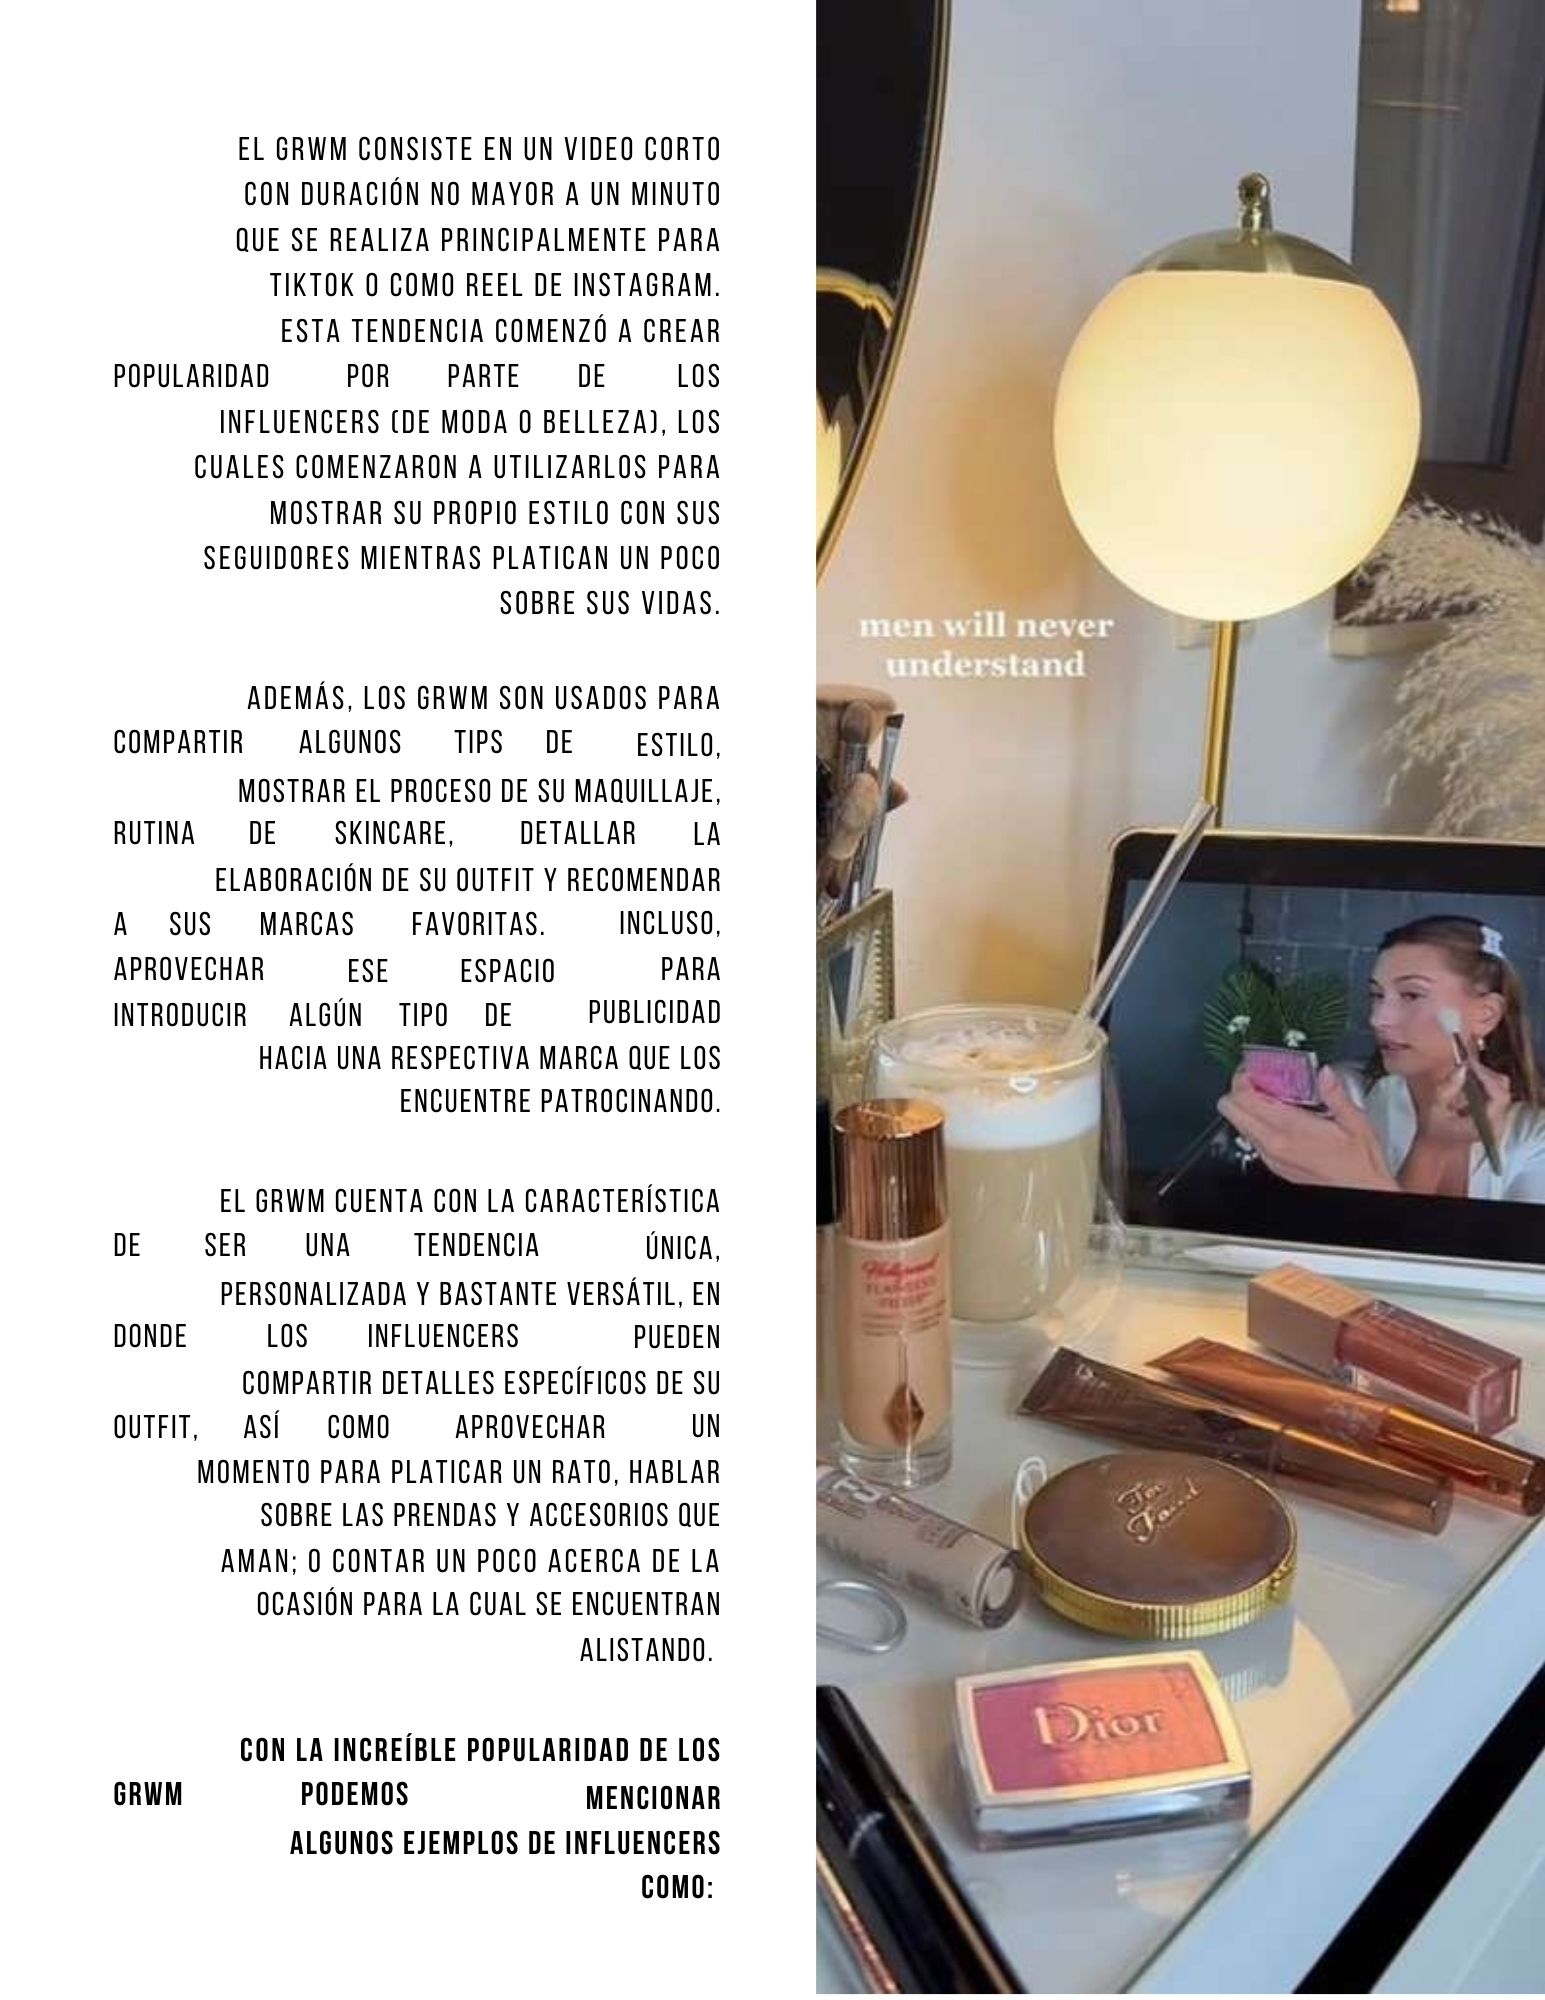 EL GRWM CONSISTE EN UN VIDEO CORTO
CON DURACIÓN NO MAYOR A UN MINUTO
QUE SE REALIZA PRINCIPALMENTE PARA
TIKTOK O COMO REEL DE INSTAGRAM.
ESTA TENDENCIA COMENZÓ A CREAR
POPULARIDAD POR PARTE DE LOS
INFLUENCERS (DE MODA O BELLEZA), LOS
CUALES COMENZARON A UTILIZARLOS PARA
MOSTRAR SU PROPIO ESTILO CON SUS
SEGUIDORES MIENTRAS PLATICAN UN POCO
SOBRE SUS VIDAS.
ADEMÁS, LOS GRWM SON USADOS PARA
COMPARTIR ALGUNOS TIPS DE ESTILO,
MOSTRAR EL PROCESO DE SU MAQUILLAJE,
RUTINA DE SKINCARE, DETALLAR LA
ELABORACIÓN DE SU OUTFIT Y RECOMENDAR
A SUS MARCAS FAVORITAS. INCLUSO,
APROVECHAR ESE ESPACIO PARA
INTRODUCIR ALGÚN TIPO DE PUBLICIDAD
HACIA UNA RESPECTIVA MARCA QUE LOS
ENCUENTRE PATROCINANDO.
EL GRWM CUENTA CON LA CARACTERÍSTICA
DE SER UNA TENDENCIA ÚNICA,
PERSONALIZADA Y BASTANTE VERSÁTIL, EN
DONDE LOS INFLUENCERS PUEDEN
COMPARTIR DETALLES ESPECÍFICOS DE SU
OUTFIT, ASÍ COMO APROVECHAR UN
MOMENTO PARA PLATICAR UN RATO, HABLAR
SOBRE LAS PRENDAS Y ACCESORIOS QUE
AMAN; O CONTAR UN POCO ACERCA DE LA
OCASIÓN PARA LA CUAL SE ENCUENTRAN
ALISTANDO.
CON LA INCREÍBLE POPULARIDAD DE LOS
GRWM PODEMOS MENCIONAR
ALGUNOS EJEMPLOS DE INFLUENCERS
COMO:
men will never
understand
Hollywood
FLAWLESS
FILTER
Too
Faced
Dior